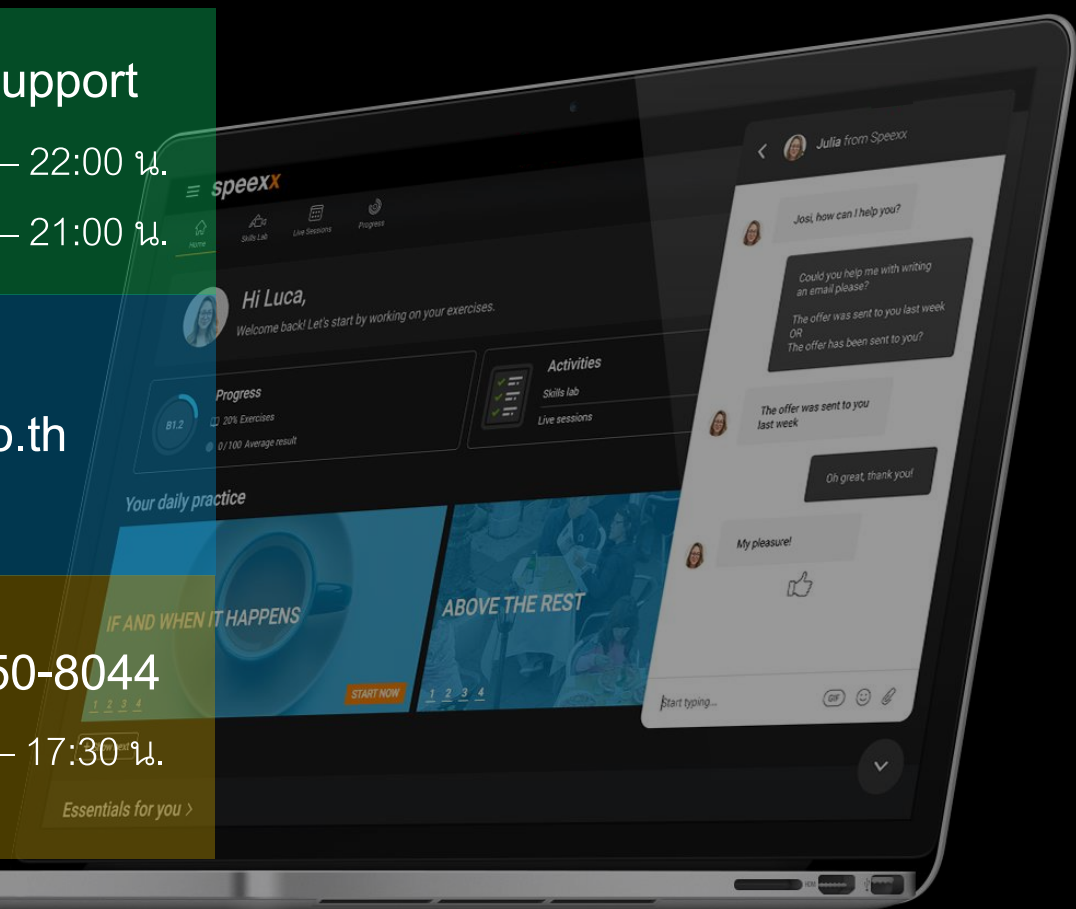 upport
– 22:00 น.
– 21:00 น.
o.th
50-8044
– 17:30 น.
speexx
Home
Skills Lab
Live Sessions
Progress
Hi Luca,
Welcome back! Let's start by working on your exercises.
Progress
B1.2
20% Exercises
0/100 Average result
Activities
Skills lab
Live sessions
Your daily practice
IF AND WHEN IT HAPPENS
1 2 3 4
START NOW
ABOVE THE REST
1 2 3 4
Essentials for you >
Julia from Speexx
Josi, how can I help you?
Could you help me with writing
an email please?
The offer was sent to you last week
OR
The offer has been sent to you?
The offer was sent to you
last week
Oh great, thank you!
My pleasure!
Start typing...
GIF
HDMI